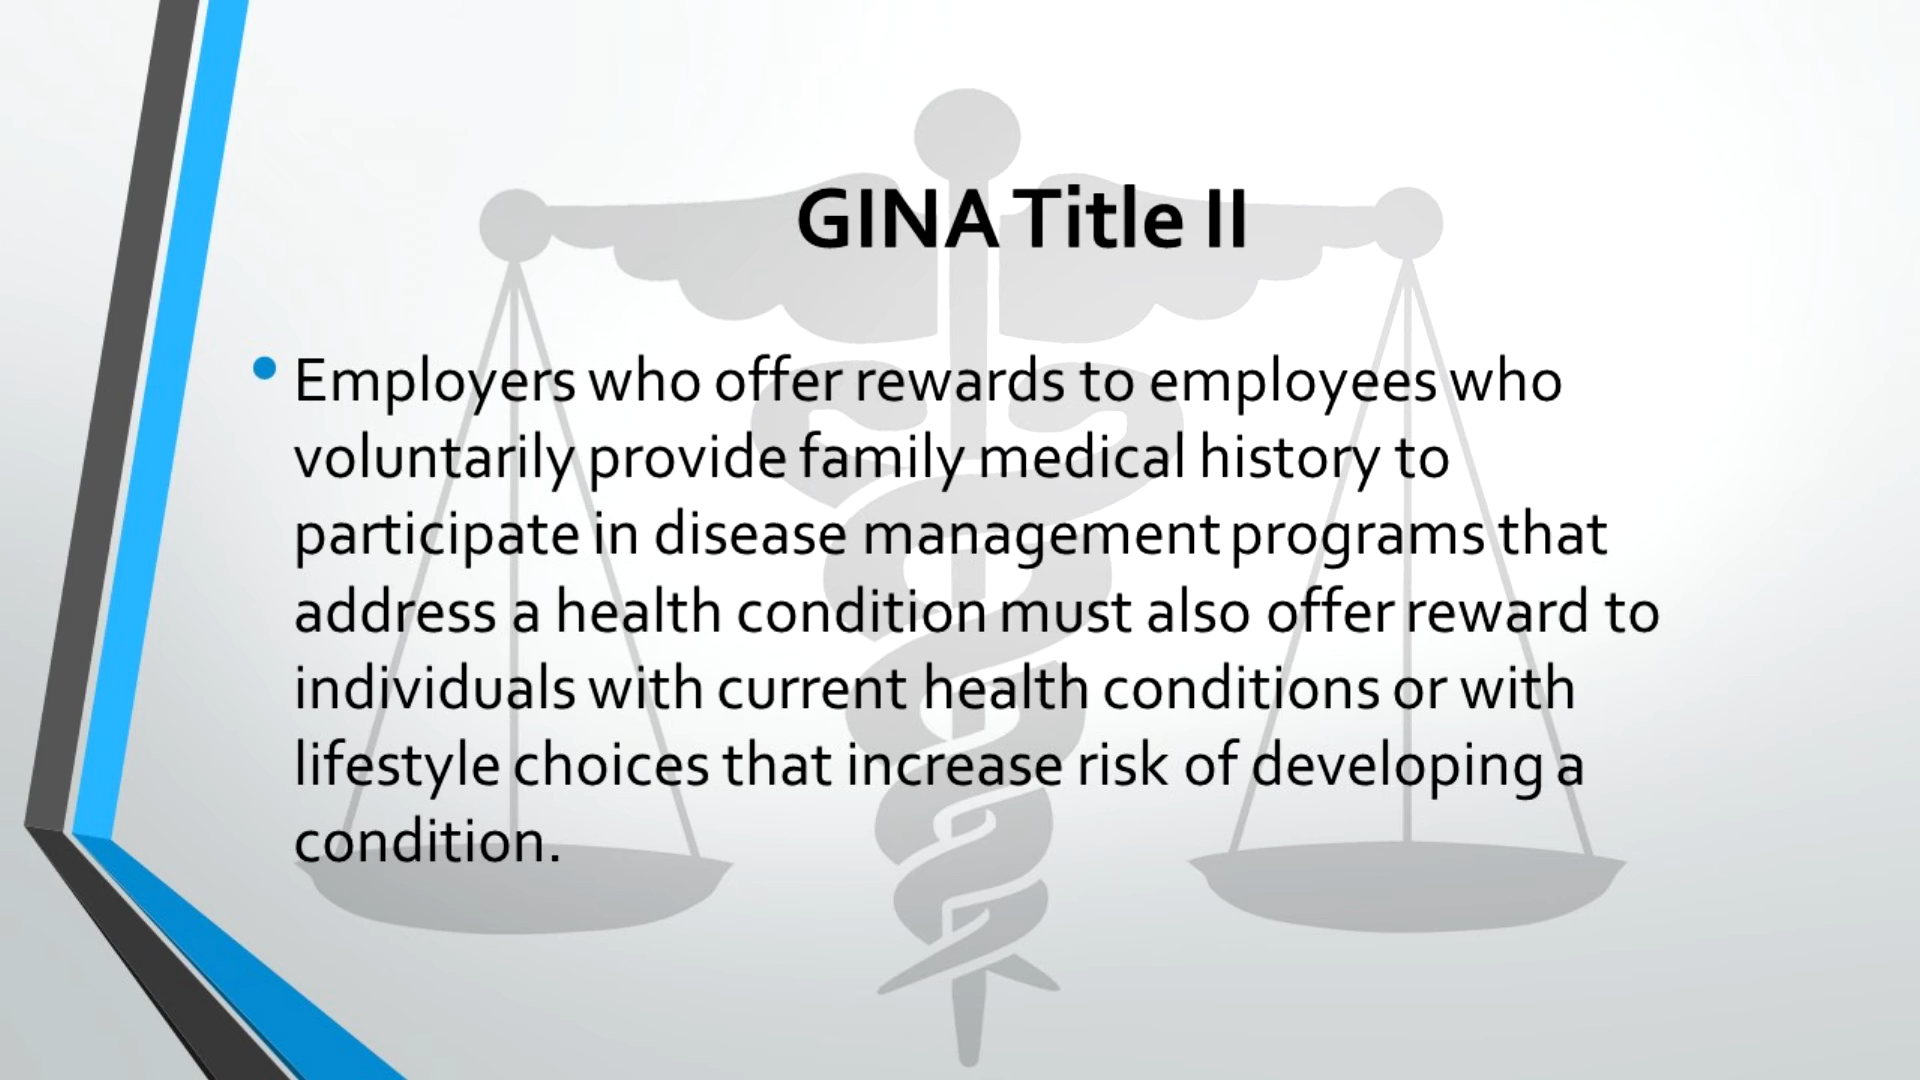 GINA Title II
• Employers who offer rewards to employees who
voluntarily provide family medical history to
participate in disease management programs that
address a health condition must also offer reward to
individuals with current health conditions or with
lifestyle choices that increase risk of developing a
condition.